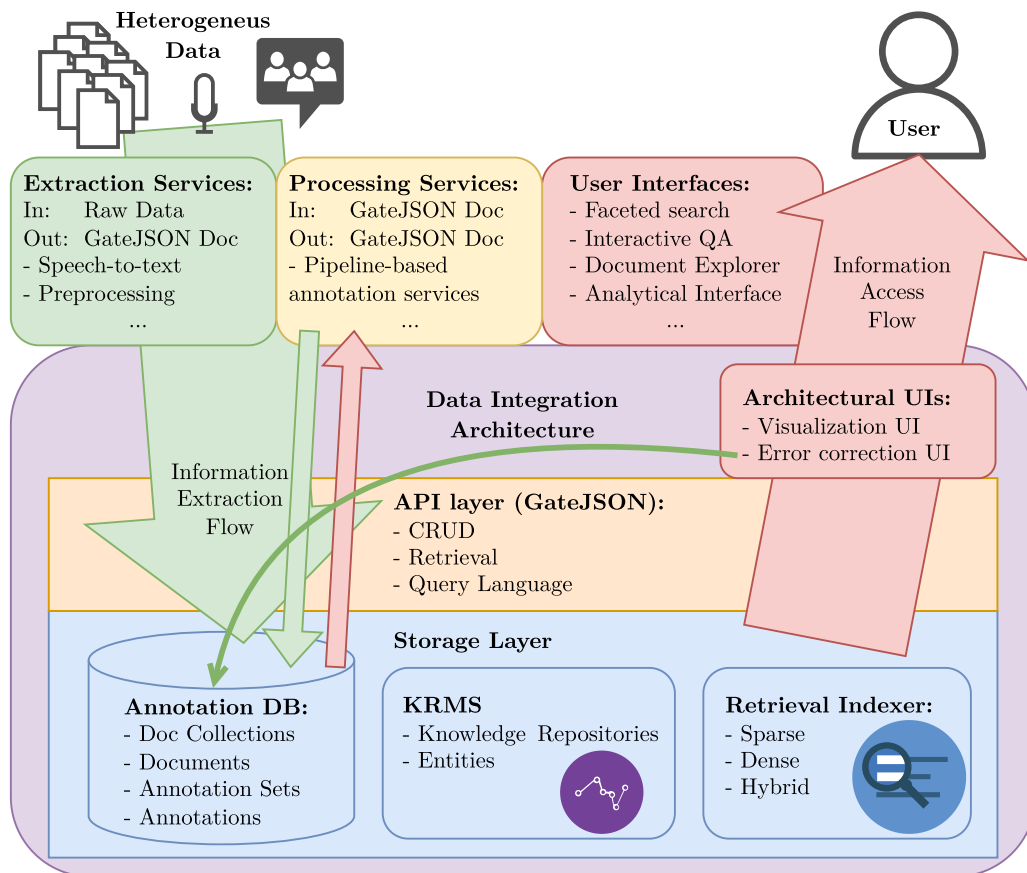 Heterogeneus
Data
User
Extraction Services:
In: Raw Data
Out: GateJSON Doc
- Speech-to-text
- Preprocessing
...
Processing Services:
In: GateJSON Doc
Out: GateJSON Doc
- Pipeline-based
annotation services
...
User Interfaces:
- Faceted search
- Interactive QA
- Document Explorer
- Analytical Interface
...
Information
Access
Flow
Data Integration
Architecture
Architectural UIs:
- Visualization UI
- Error correction UI
Information
Extraction
Flow
API layer (GateJSON):
- CRUD
- Retrieval
- Query Language
Storage Layer
Annotation DB:
- Doc Collections
- Documents
- Annotation Sets
- Annotations
KRMS
- Knowledge Repositories
- Entities
Retrieval Indexer:
- Sparse
- Dense
- Hybrid